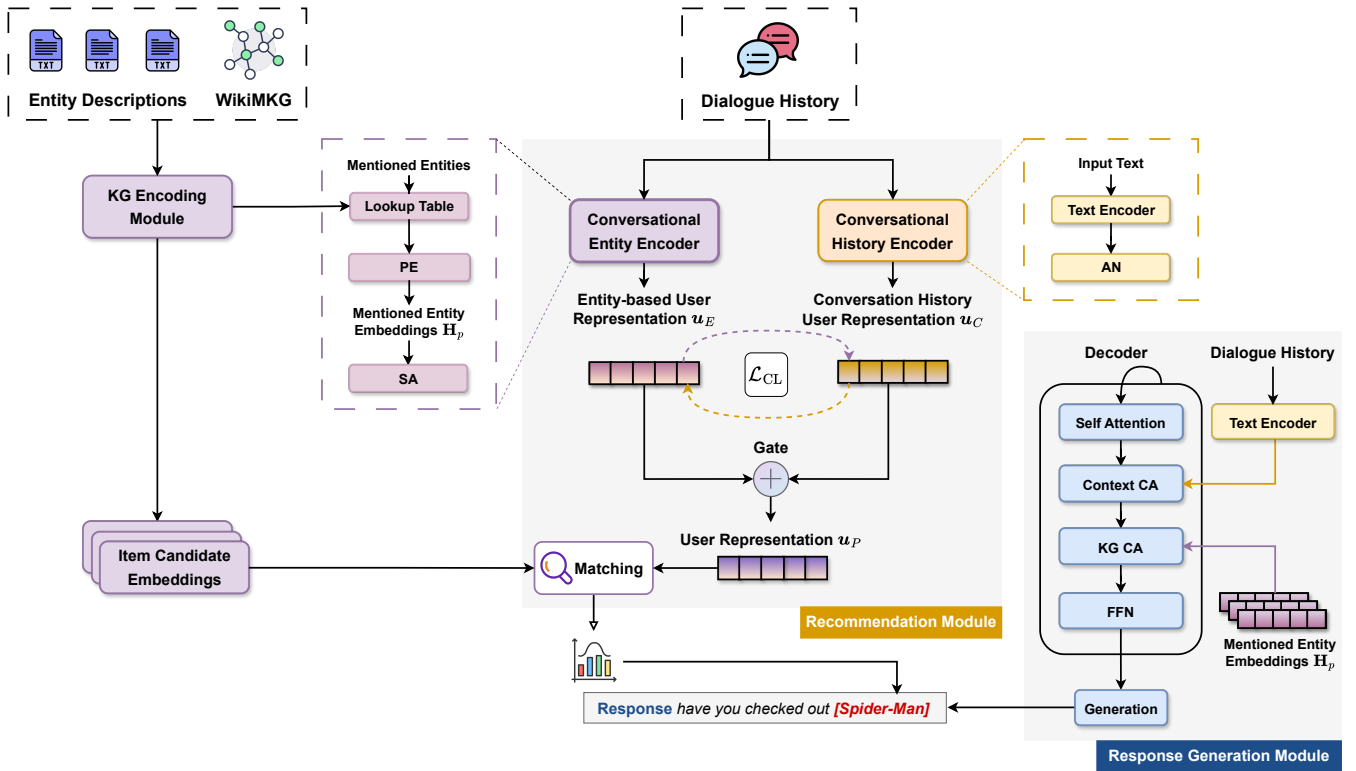 TXT
TXT
TXT
Entity Descriptions
WikiMKG
Dialogue History
KG Encoding
Module
Mentioned Entities
Lookup Table
PE
Mentioned Entity
Embeddings H_p
SA
Conversational
Entity Encoder
Conversational
History Encoder
Entity-based User
Representation u_E
Conversation History
User Representation u_C
ℒ_CL
Gate
User Representation u_P
Matching
Item Candidate
Embeddings
Recommendation Module
Input Text
Text Encoder
AN
Decoder
Dialogue History
Self Attention
Text Encoder
Context CA
KG CA
FFN
Mentioned Entity
Embeddings H_p
Generation
Response have you checked out [Spider-Man]
Response Generation Module